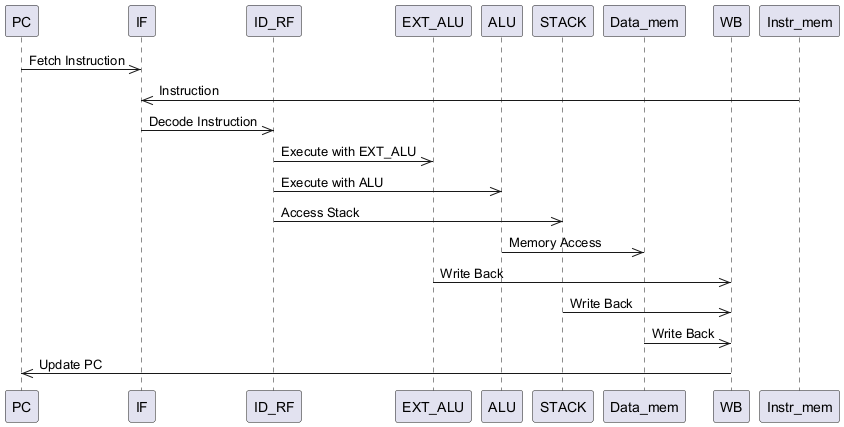 PC IF ID_RF EXT_ALU ALU STACK Data_mem WB Instr_mem
Fetch Instruction
Instruction
Decode Instruction
Execute with EXT_ALU
Execute with ALU
Access Stack
Memory Access
Write Back
Write Back
Write Back
Update PC
PC IF ID_RF EXT_ALU ALU STACK Data_mem WB Instr_mem